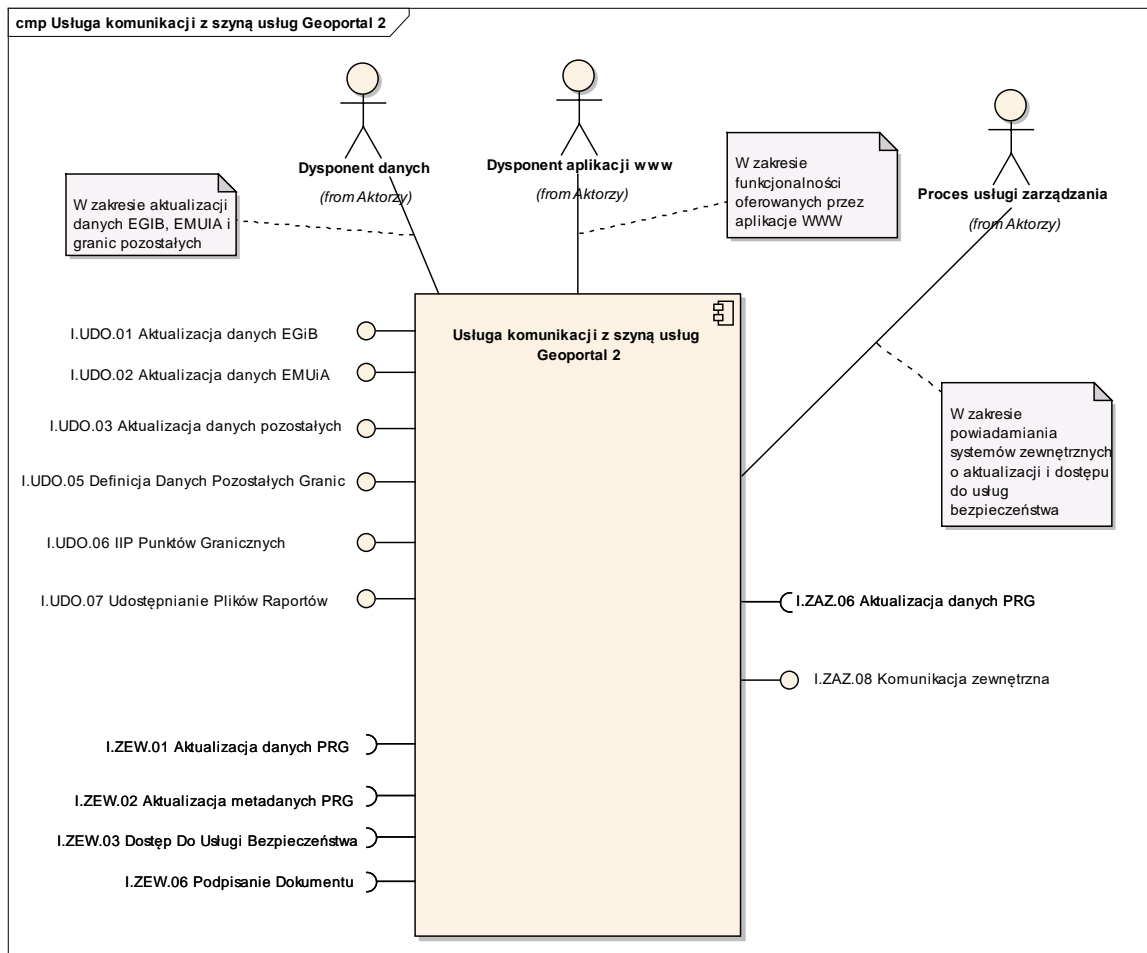 cmp Usługa komunikacji z szyną usług Geoportal 2
Dysponent danych
(from Aktorzy)
Dysponent aplikacji www
(from Aktorzy)
Proces usługi zarządzania
(from Aktorzy)
W zakresie aktualizacji
danych EGIB, EMUIA i
granic pozostałych
W zakresie
funkcjonalności
oferowanych przez
aplikacje WWW
W zakresie
powiadamiania
systemów zewnętrznych
o aktualizacji i dostępu
do usług
bezpieczeństwa
Usługa komunikacji z szyną usług
Geoportal 2
I.UDO.01 Aktualizacja danych EGiB
I.UDO.02 Aktualizacja danych EMUiA
I.UDO.03 Aktualizacja danych pozostałych
I.UDO.05 Definicja Danych Pozostałych Granic
I.UDO.06 IIP Punktów Granicznych
I.UDO.07 Udostępnianie Plików Raportów
I.ZAZ.06 Aktualizacja danych PRG
I.ZAZ.08 Komunikacja zewnętrzna
I.ZEW.01 Aktualizacja danych PRG
I.ZEW.02 Aktualizacja metadanych PRG
I.ZEW.03 Dostęp Do Usługi Bezpieczeństwa
I.ZEW.06 Podpisanie Dokumentu